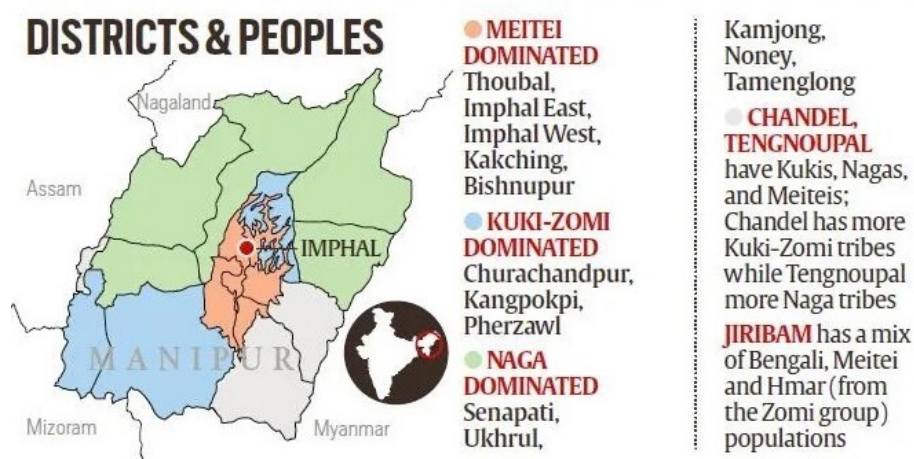 DISTRICTS & PEOPLES
Nagaland
Assam
IMPHAL
MANIPUR
Mizoram
Myanmar
MEITEI
DOMINATED
Thoubal,
Imphal East,
Imphal West,
Kakching,
Bishnupur
KUKI-ZOMI
DOMINATED
Churachandpur,
Kangpokpi,
Pherzawl
NAGA
DOMINATED
Senapati,
Ukhrul,
Kamjong,
Noney,
Tamenglong
CHANDEL,
TENGNOUPAL
have Kukis, Nagas,
and Meiteis;
Chandel has more
Kuki-Zomi tribes
while Tengnoupal
more Naga tribes
JIRIBAM has a mix
of Bengali, Meitei
and Hmar (from
the Zomi group)
populations